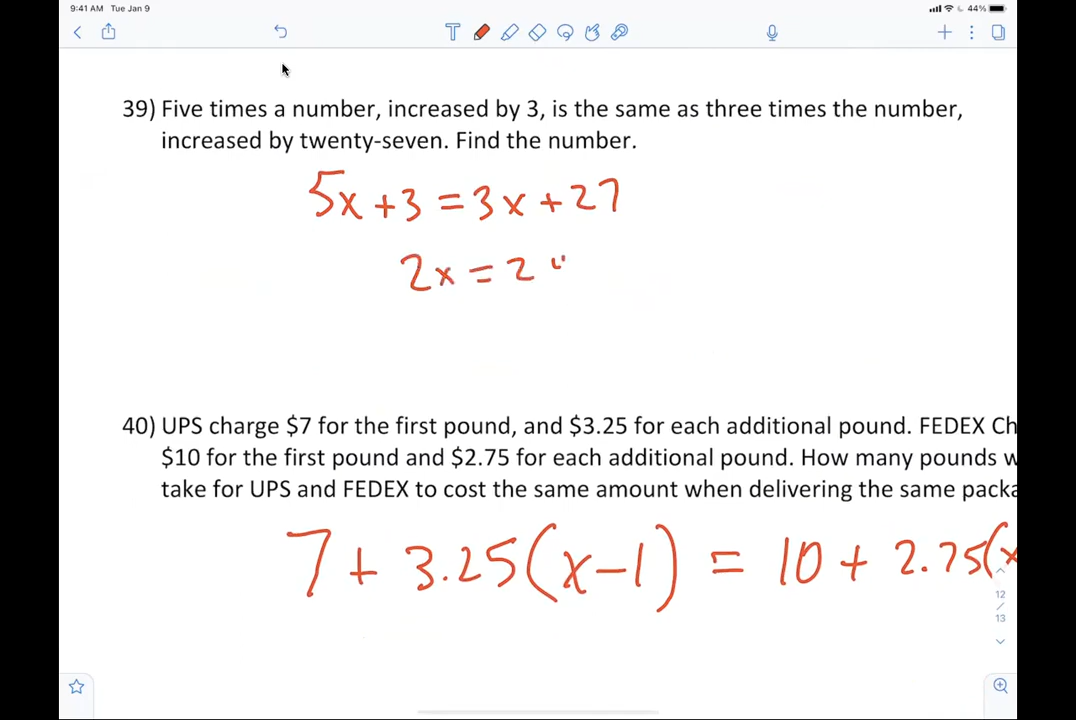 9:41 AM Tue Jan 9
44%
39) Five times a number, increased by 3, is the same as three times the number,
increased by twenty-seven. Find the number.
5x + 3 = 3x + 27
2x = 2
40) UPS charge $7 for the first pound, and $3.25 for each additional pound. FEDEX Ch
$10 for the first pound and $2.75 for each additional pound. How many pounds w
take for UPS and FEDEX to cost the same amount when delivering the same packa
7 + 3.25(x-1) = 10 + 2.75(x
12
/
13